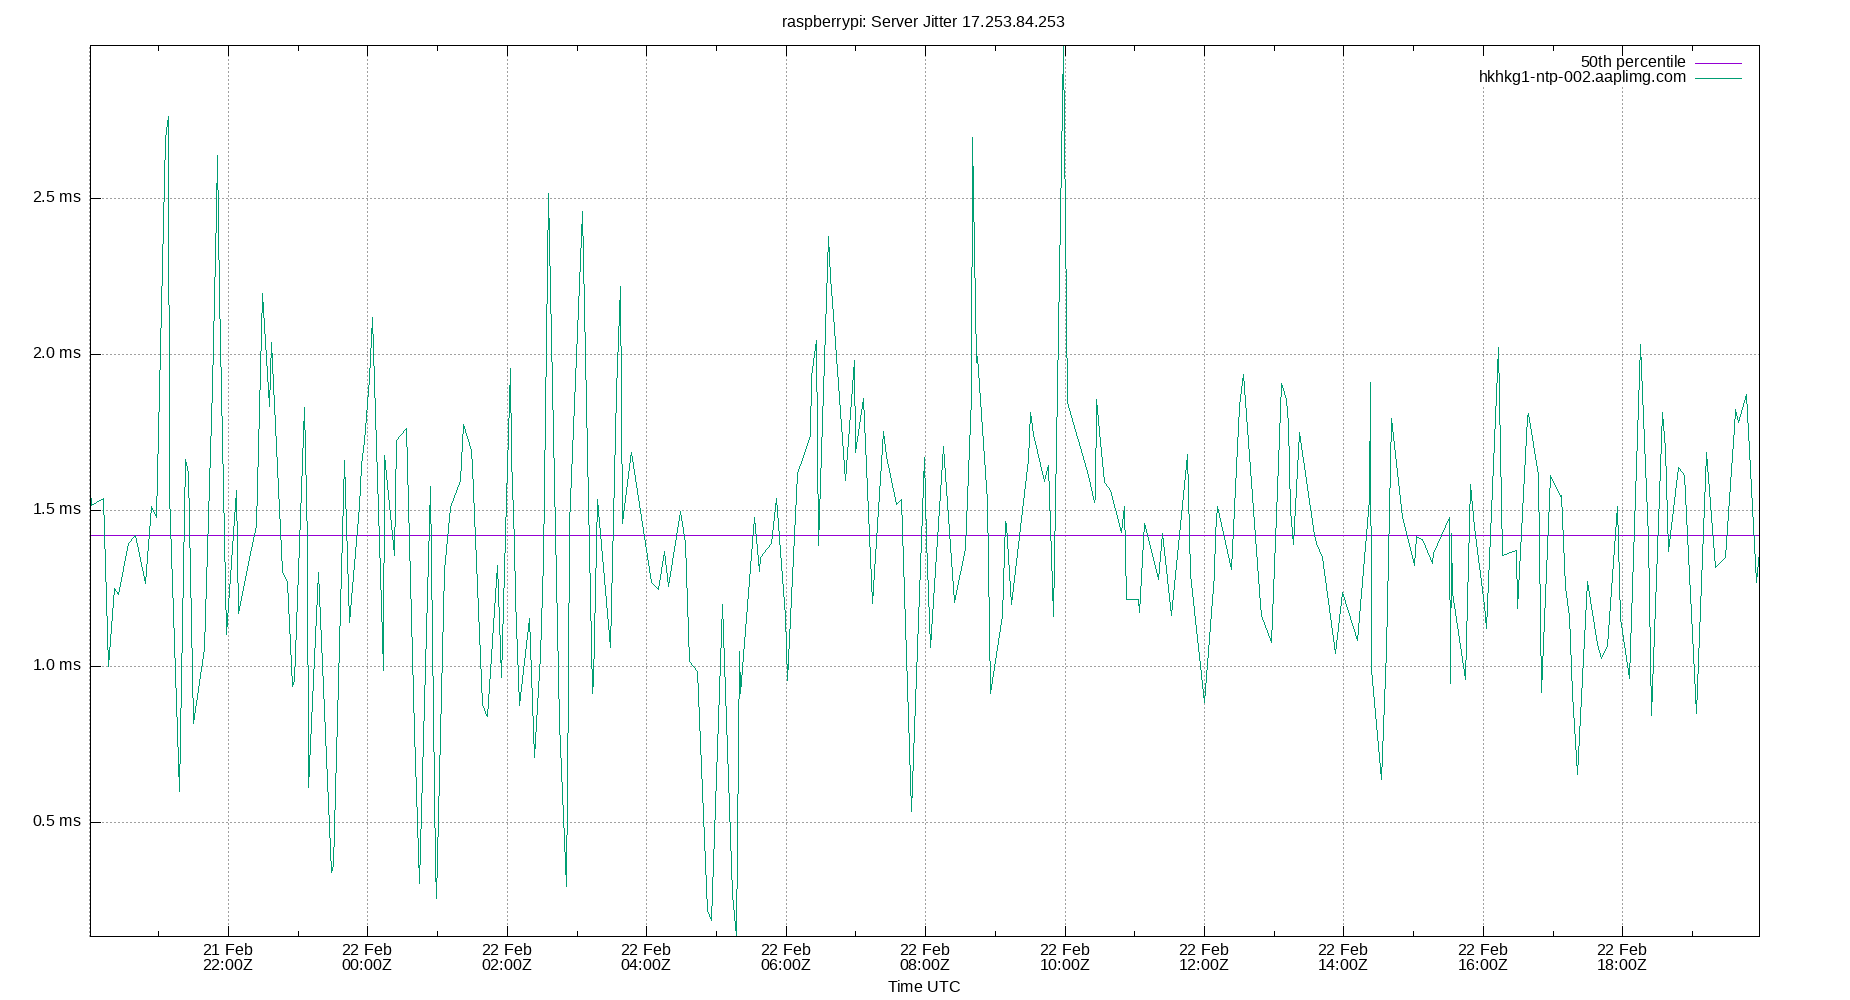 raspberrypi: Server Jitter 17.253.84.253
50th percentile
hkhkg1-ntp-002.aaplimg.com
2.5 ms
2.0 ms
1.5 ms
1.0 ms
0.5 ms
21 Feb 22 Feb 22 Feb 22 Feb 22 Feb 22 Feb 22 Feb 22 Feb 22 Feb 22 Feb 22 Feb
22:00Z 00:00Z 02:00Z 04:00Z 06:00Z 08:00Z 10:00Z 12:00Z 14:00Z 16:00Z 18:00Z
Time UTC